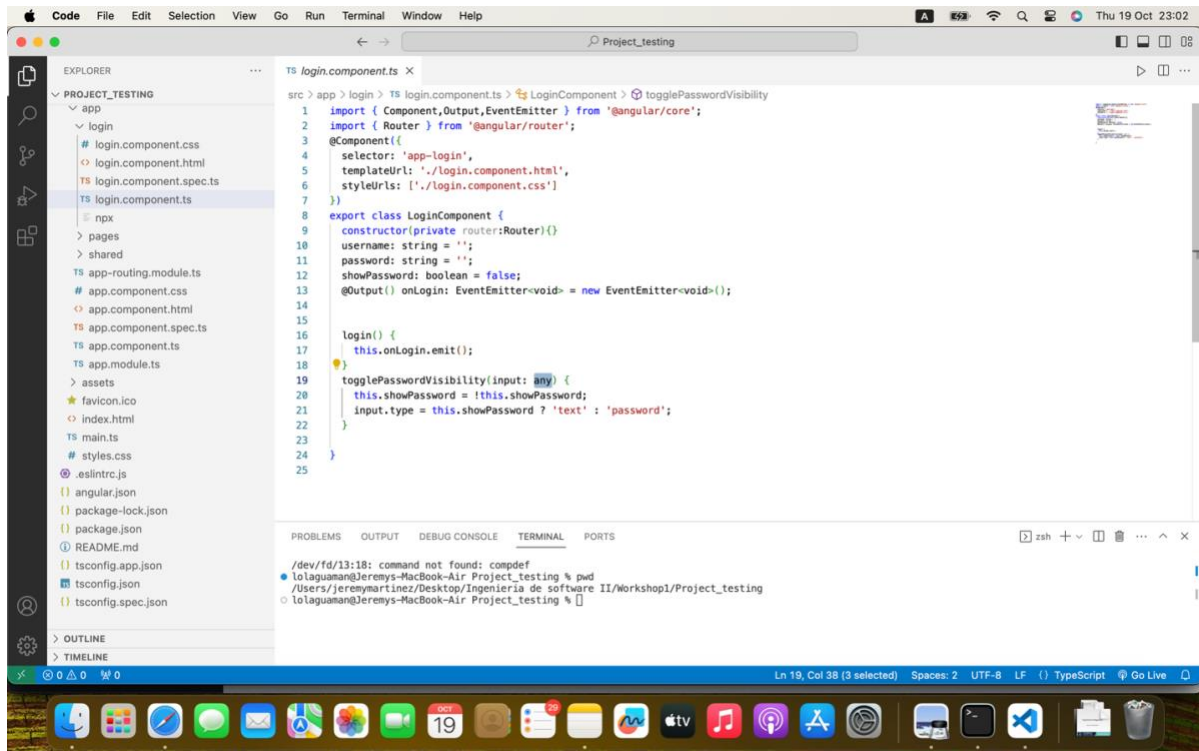 Code File Edit Selection View Go Run Terminal Window Help
A Thu 19 Oct 23:02
Project_testing
EXPLORER
PROJECT_TESTING
app
login
# login.component.css
<> login.component.html
TS login.component.spec.ts
TS login.component.ts
npx
pages
shared
TS app-routing.module.ts
# app.component.css
<> app.component.html
TS app.component.spec.ts
TS app.component.ts
TS app.module.ts
assets
favicon.ico
<> index.html
TS main.ts
# styles.css
.eslintrc.js
{} angular.json
{} package-lock.json
{} package.json
README.md
{} tsconfig.app.json
tsconfig.json
{} tsconfig.spec.json
OUTLINE
TIMELINE
TS login.component.ts
src > app > login > TS login.component.ts > LoginComponent > togglePasswordVisibility
1 import { Component,Output,EventEmitter } from '@angular/core';
2 import { Router } from '@angular/router';
3 @Component({
4 selector: 'app-login',
5 templateUrl: './login.component.html',
6 styleUrls: ['./login.component.css']
7 })
8 export class LoginComponent {
9 constructor(private router:Router){}
10 username: string = '';
11 password: string = '';
12 showPassword: boolean = false;
13 @Output() onLogin: EventEmitter<void> = new EventEmitter<void>();
14
15
16 login() {
17 this.onLogin.emit();
18 }
19 togglePasswordVisibility(input: any) {
20 this.showPassword = !this.showPassword;
21 input.type = this.showPassword ? 'text' : 'password';
22 }
23
24 }
25
PROBLEMS OUTPUT DEBUG CONSOLE TERMINAL PORTS
zsh
/dev/fd/13:18: command not found: compdef
lolaguaman@Jeremys-MacBook-Air Project_testing % pwd
/Users/jeremymartinez/Desktop/Ingenieria de software II/Workshop1/Project_testing
lolaguaman@Jeremys-MacBook-Air Project_testing %
0 0 0
Ln 19, Col 38 (3 selected) Spaces: 2 UTF-8 LF {} TypeScript Go Live
OCT
19
29
tv